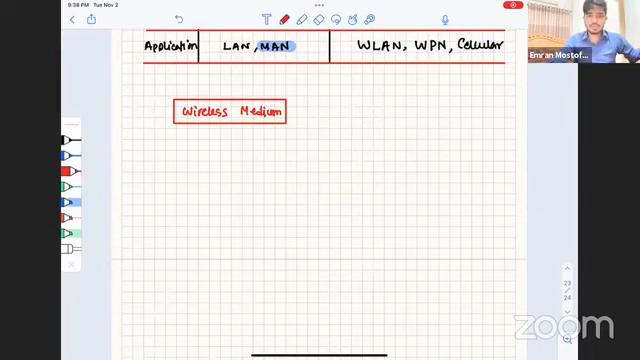 9:38 PM Tue Nov 2
Application LAN, MAN WLAN, WPN, Cellular
Wireless Medium
Emran Mostof...
23
/
24
zoom